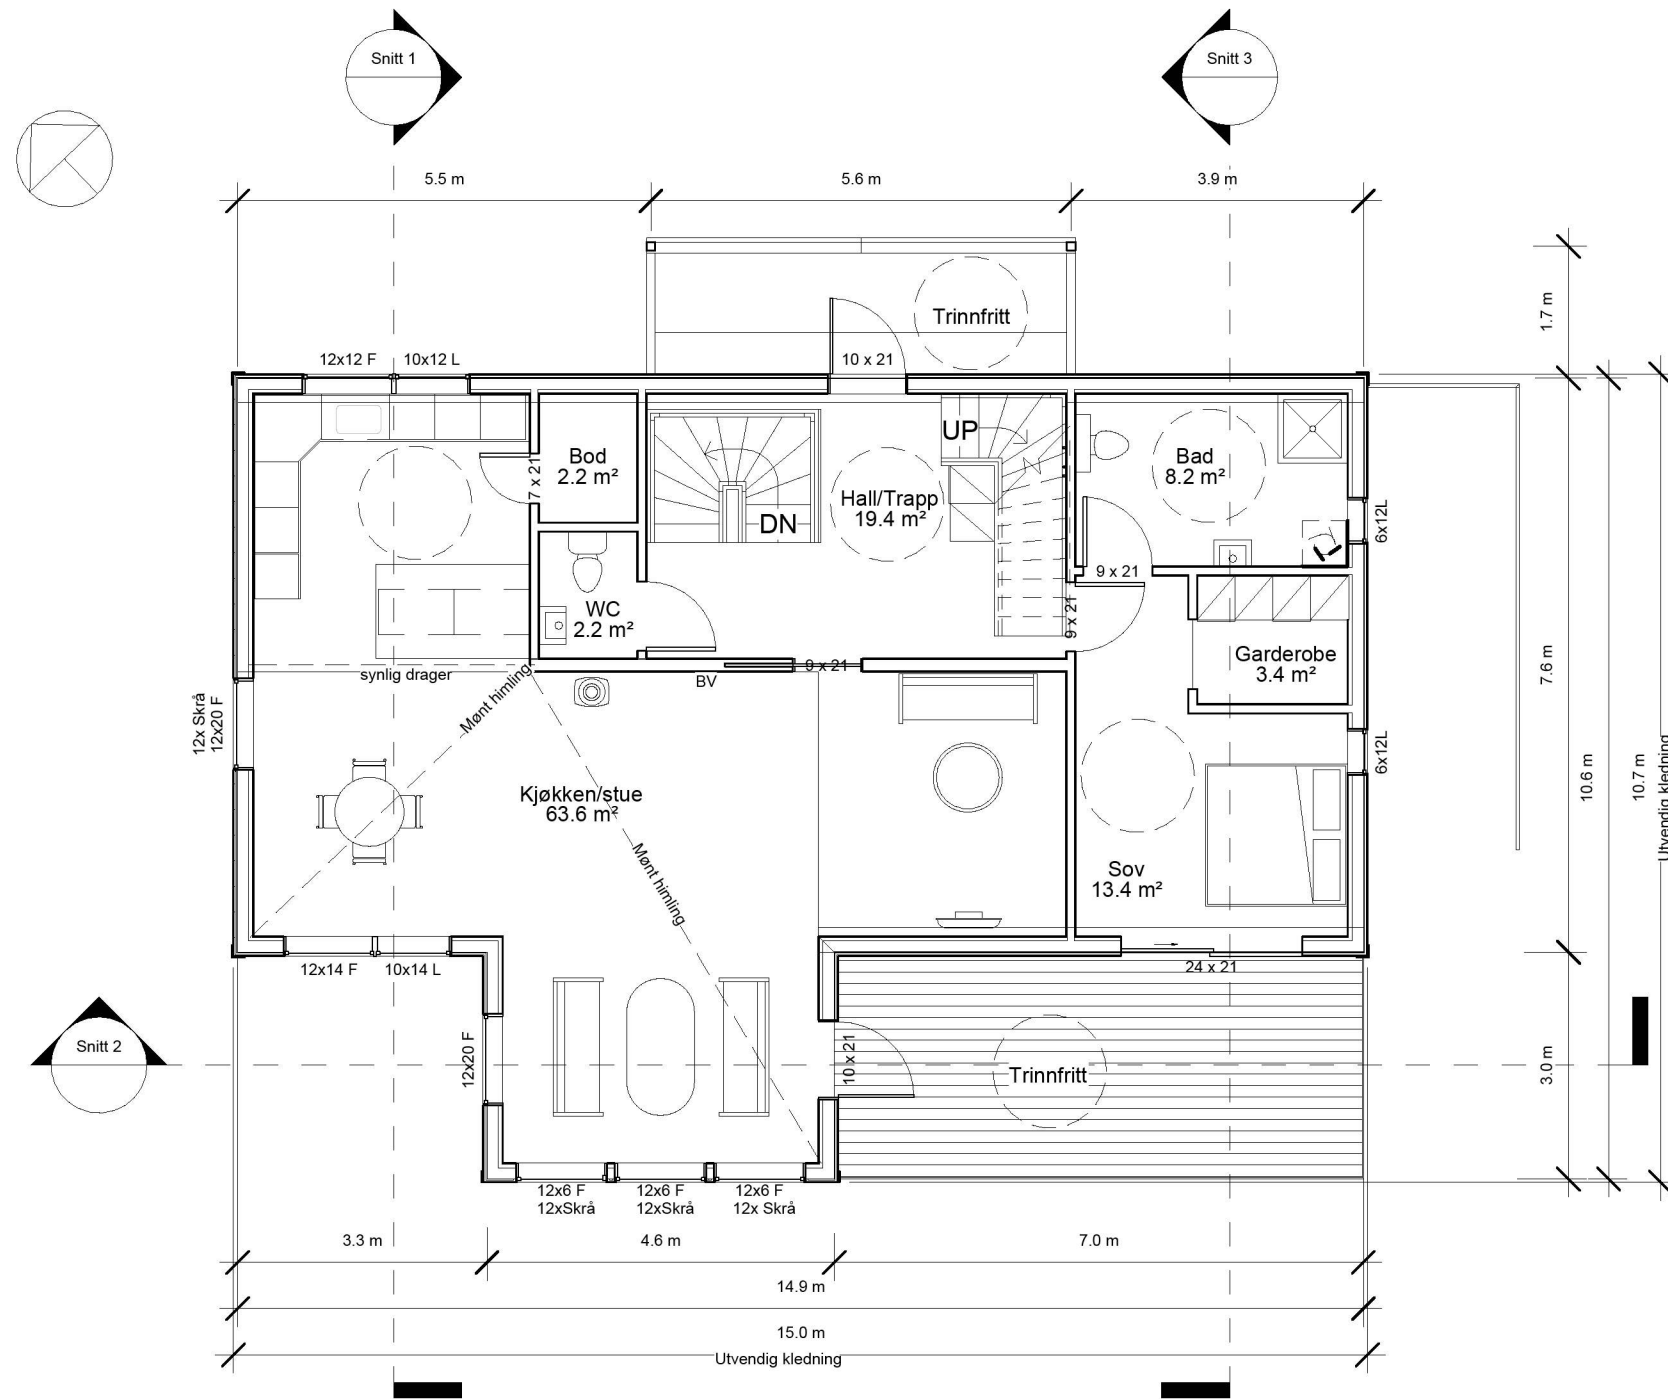 Snitt 1
Snitt 3
5.5 m
5.6 m
3.9 m
1.7 m
Trinnfritt
12x12 F
10x12 L
10 x 21
UP
Bod
2.2 m²
7 x 21
DN
Hall/Trapp
19.4 m²
Bad
8.2 m²
6x12L
9 x 21
9 x 21
WC
2.2 m²
Garderobe
3.4 m²
synlig drager
BV
9 x 21
Mønt himling
12x Skrå
12x20 F
6x12L
7.6 m
10.6 m
10.7 m
Utvendig kledning
Kjøkken/stue
63.6 m²
Mønt himling
Sov
13.4 m²
12x14 F
10x14 L
24 x 21
Snitt 2
12x20 F
10 x 21
Trinnfritt
3.0 m
12x6 F
12xSkrå
12x6 F
12xSkrå
12x6 F
12x Skrå
3.3 m
4.6 m
7.0 m
14.9 m
15.0 m
Utvendig kledning